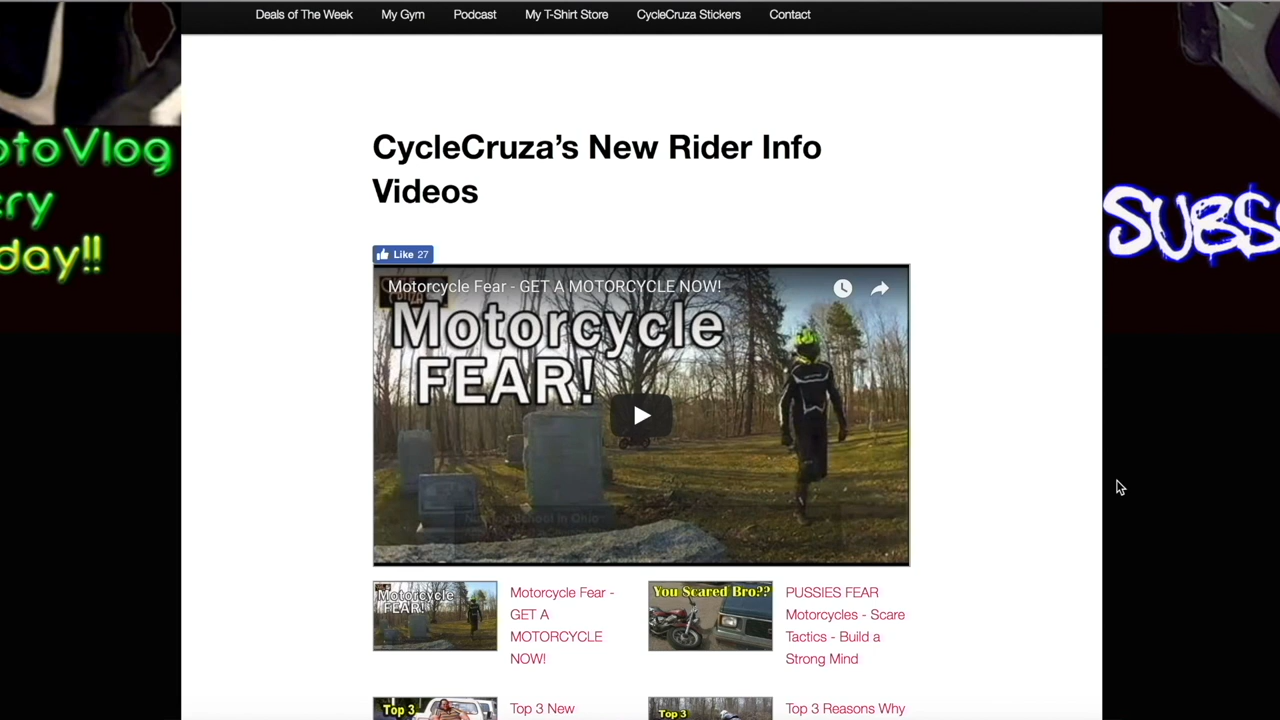 Deals of The Week My Gym Podcast My T-Shirt Store CycleCruza Stickers Contact
otoVlog
ry
day!!
SUBS
CycleCruza's New Rider Info
Videos
Like 27
Motorcycle Fear - GET A MOTORCYCLE NOW!
Motorcycle
FEAR!
Motorcycle
FEAR!
Motorcycle Fear -
GET A
MOTORCYCLE
NOW!
You Scared Bro??
PUSSIES FEAR
Motorcycles - Scare
Tactics - Build a
Strong Mind
Top 3
Top 3 New
Top 3
Top 3 Reasons Why